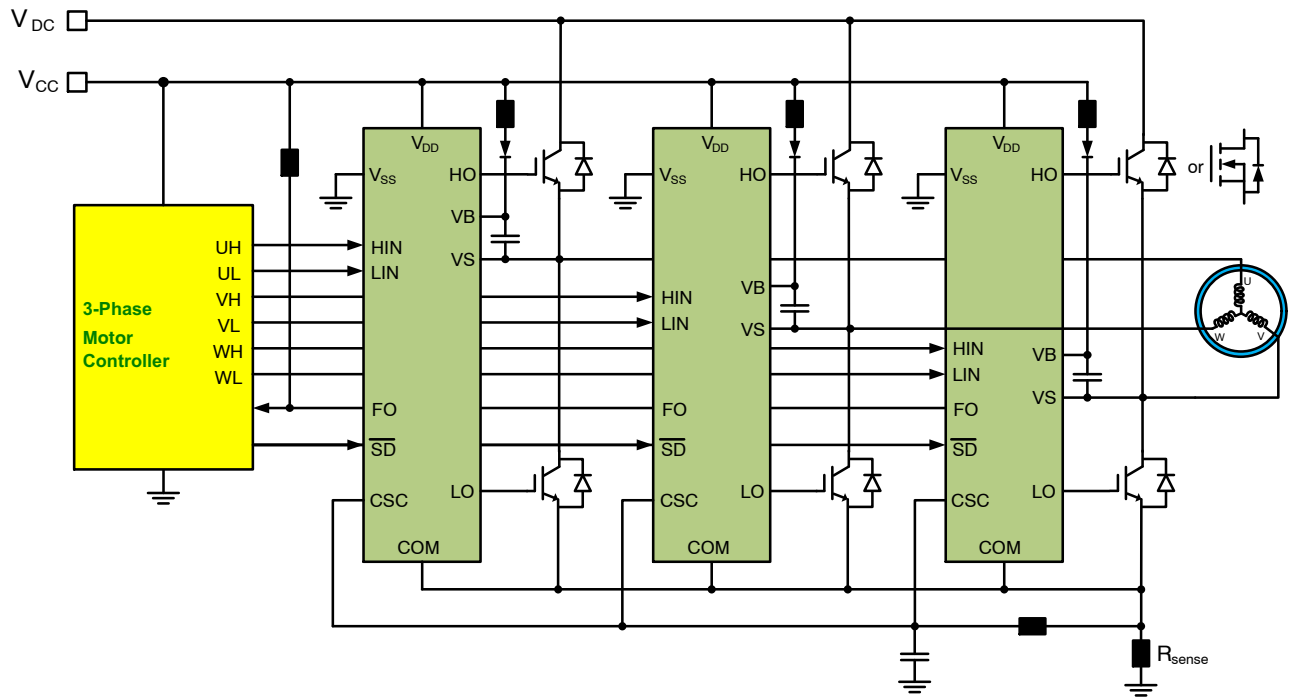 V DC
VCC
3-Phase
Motor
Controller
UH
UL
VH
VL
WH
WL
VDD
VSS
HO
VB
VS
HIN
LIN
FO
SD
CSC
LO
COM
VDD
VSS
HO
VB
VS
HIN
LIN
FO
SD
CSC
LO
COM
VDD
VSS
HO
HIN
LIN
VB
VS
FO
SD
CSC
LO
COM
or
U
W
V
Rsense